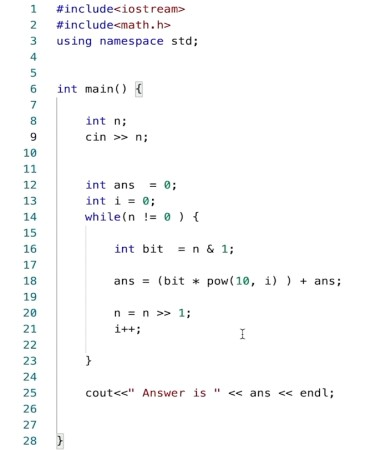 1 #include<iostream>
2 #include<math.h>
3 using namespace std;
4
5
6 int main() {
7
8     int n;
9     cin >> n;
10
11
12     int ans  = 0;
13     int i = 0;
14     while(n != 0 ) {
15
16         int bit  = n & 1;
17
18         ans = (bit * pow(10, i) ) + ans;
19
20         n = n >> 1;
21         i++;
22
23     }
24
25     cout<<" Answer is " << ans << endl;
26
27
28 }